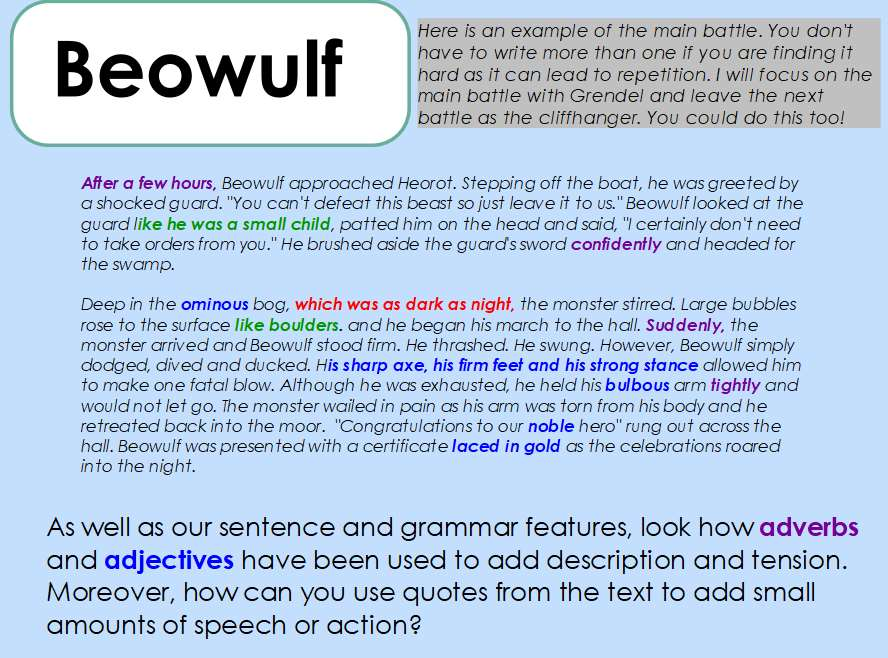 Beowulf
Here is an example of the main battle. You don't
have to write more than one if you are finding it
hard as it can lead to repetition. I will focus on the
main battle with Grendel and leave the next
battle as the cliffhanger. You could do this too!
After a few hours, Beowulf approached Heorot. Stepping off the boat, he was greeted by
a shocked guard. "You can't defeat this beast so just leave it to us." Beowulf looked at the
guard like he was a small child, patted him on the head and said, "I certainly don't need
to take orders from you." He brushed aside the guard's sword confidently and headed for
the swamp.
Deep in the ominous bog, which was as dark as night, the monster stirred. Large bubbles
rose to the surface like boulders. and he began his march to the hall. Suddenly, the
monster arrived and Beowulf stood firm. He thrashed. He swung. However, Beowulf simply
dodged, dived and ducked. His sharp axe, his firm feet and his strong stance allowed him
to make one fatal blow. Although he was exhausted, he held his bulbous arm tightly and
would not let go. The monster wailed in pain as his arm was torn from his body and he
retreated back into the moor. "Congratulations to our noble hero" rung out across the
hall. Beowulf was presented with a certificate laced in gold as the celebrations roared
into the night.
As well as our sentence and grammar features, look how adverbs
and adjectives have been used to add description and tension.
Moreover, how can you use quotes from the text to add small
amounts of speech or action?